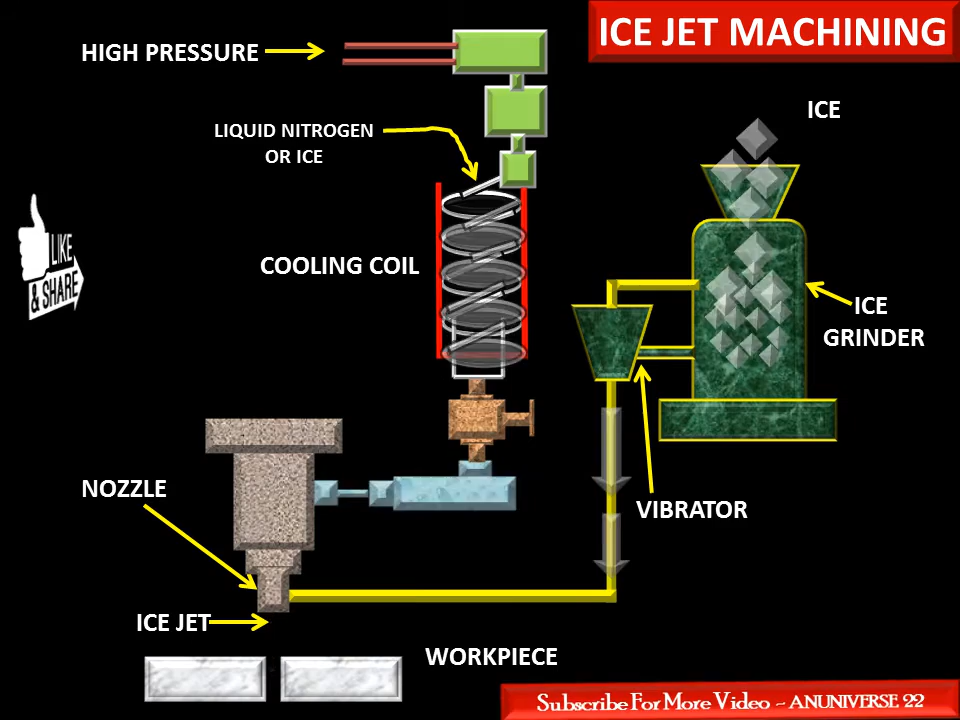 ICE JET MACHINING
HIGH PRESSURE
ICE
LIQUID NITROGEN
OR ICE
LIKE
& SHARE
COOLING COIL
ICE
GRINDER
NOZZLE
VIBRATOR
ICE JET
WORKPIECE
Subscribe For More Video ~ ANUNIVERSE 22